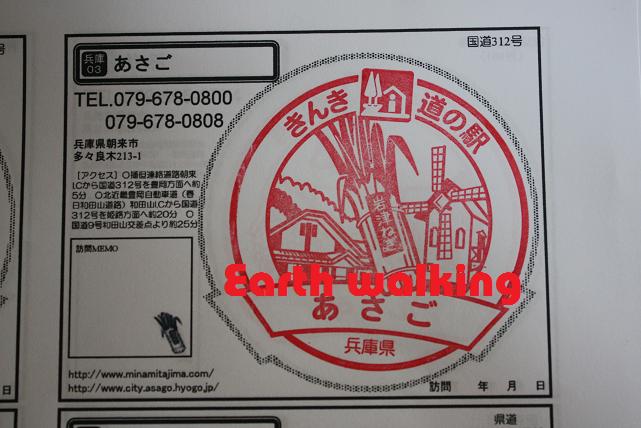 兵庫
03
あさご
国道312号
TEL.079-678-0800
079-678-0808
兵庫県朝来市
多々良木213-1
［アクセス］○播但連絡道路朝来
I.Cから国道312号を豊岡方面へ約
5分　○北近畿豊岡自動車道（春
日和田山道路）和田山I.Cから国道
312号を姫路方面へ約20分　○
国道9号和田山交差点より約25分
訪問MEMO
http://www.minamitajima.com/
http://www.city.asago.hyogo.jp/
きんき 道の駅
岩津ねぎ
Earth walking
あさご
兵庫県
訪問　年　月　日
号
日
日
県道